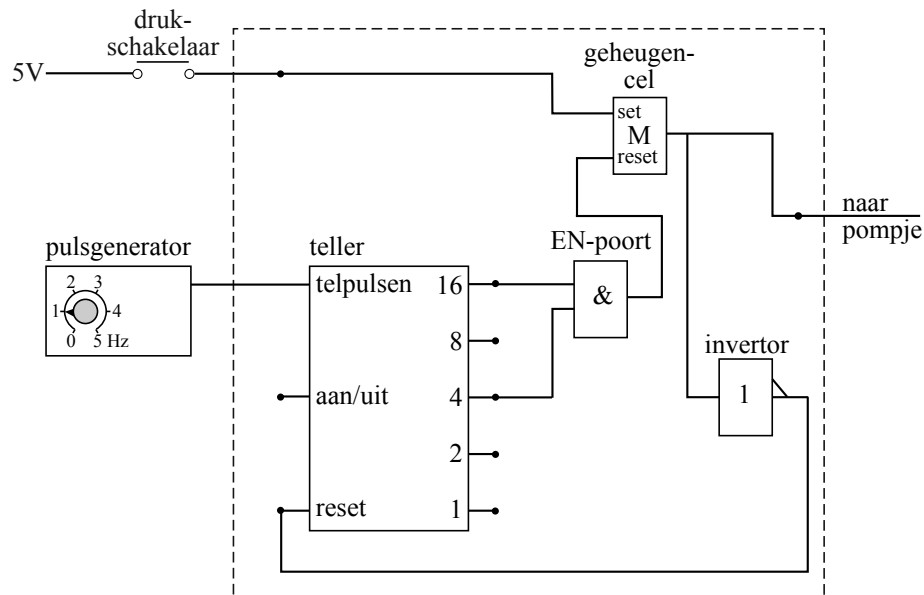 druk-
schakelaar
5V
geheugen-
cel
set
M
reset
naar
pompje
pulsgenerator
2 3
1 4
0 5 Hz
teller
telpulsen 16
8
aan/uit 4
2
reset 1
EN-poort
&
invertor
1